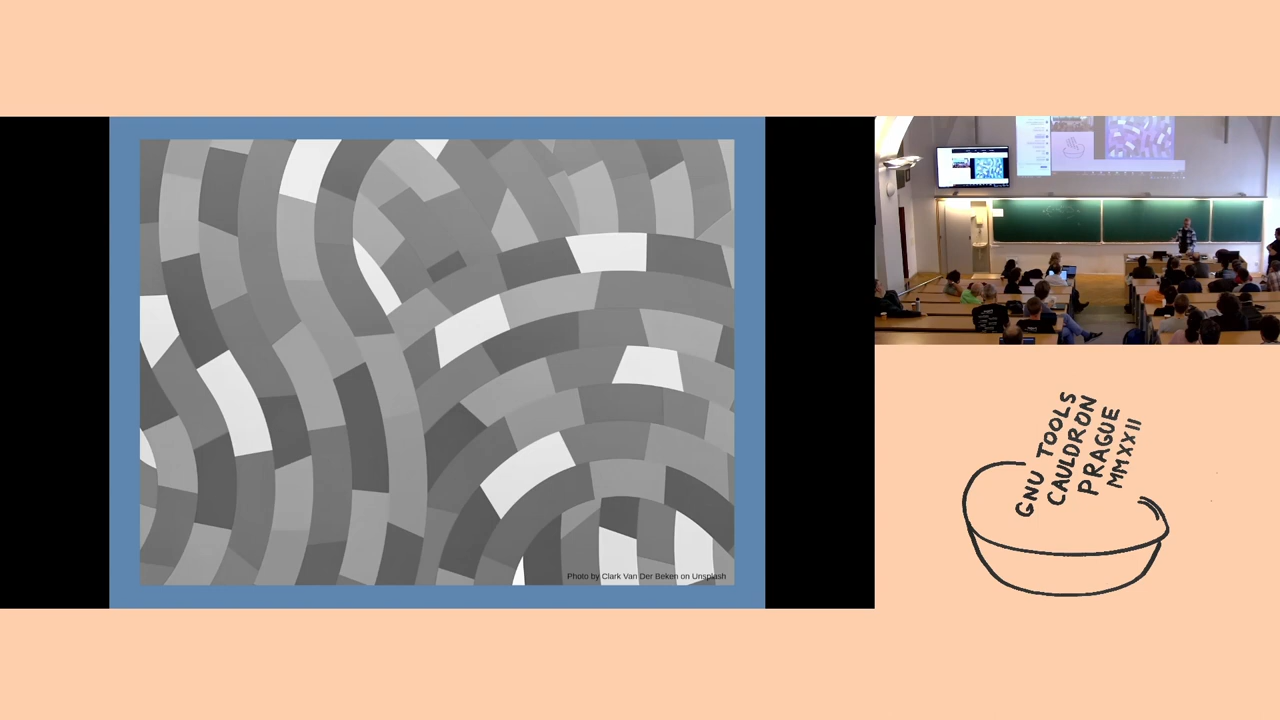 Photo by Clark Van Der Beken on Unsplash
GNU TOOLS
CAULDRON
PRAGUE
MMXXII